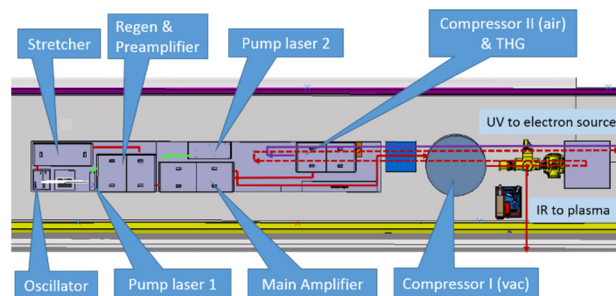 Stretcher
Regen &
Preamplifier
Pump laser 2
Compressor II (air)
& THG
UV to electron source
IR to plasma
Oscillator
Pump laser 1
Main Amplifier
Compressor I (vac)